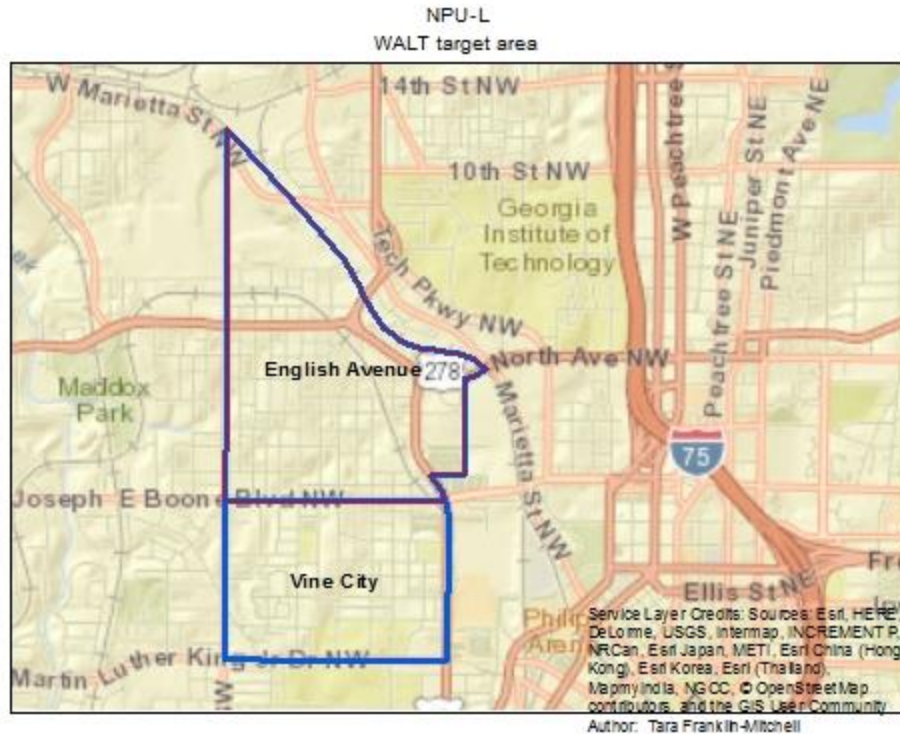 NPU-L
WALT target area
W Marietta St NW
14th St NW
10th St NW
Georgia
Institute of
Technology
W Peachtree S
Peachtree St NE
Juniper St NE
Piedmont Ave NE
Tech Pkwy NW
English Avenue
278
North Ave NW
Maddox
Park
Marietta St NW
75
Joseph E Boone Blvd NW
Vine City
Ellis St NE
Martin Luther King Jr Dr NW
NW
Service Layer Credits: Sources: Esri, HERE,
DeLorme, USGS, Intermap, INCREMENT P,
NRCan, Esri Japan, METI, Esri China (Hong
Kong), Esri Korea, Esri (Thailand),
MapmyIndia, NGCC, © OpenStreetMap
contributors, and the GIS User Community
Author: Tara Franklin-Mitchell